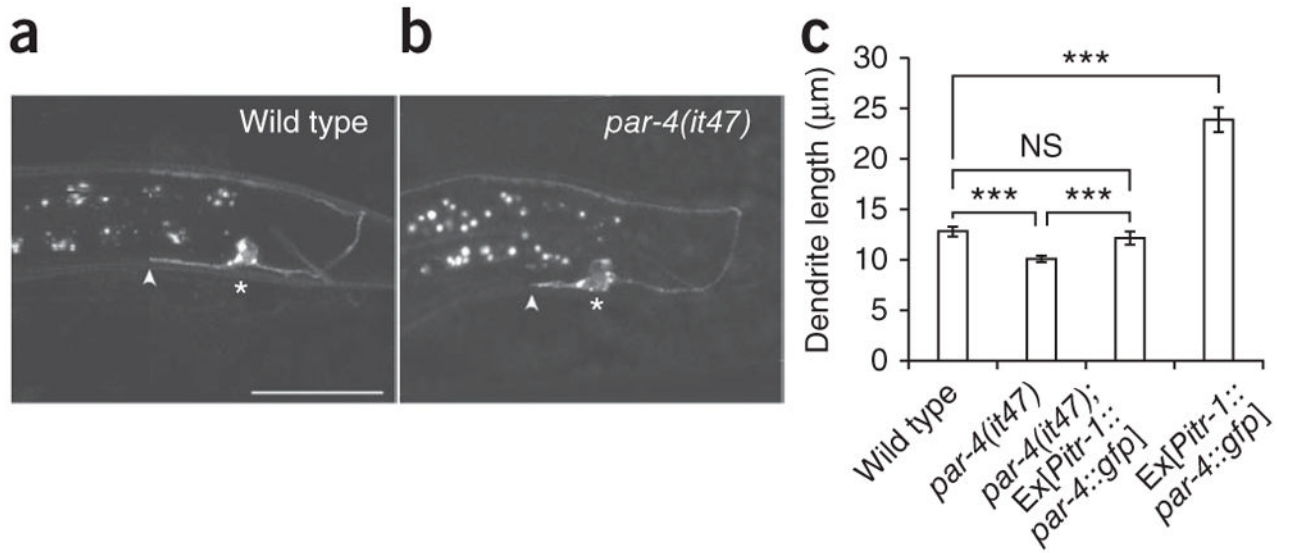 a
b
c
Wild type
*
par-4(it47)
*
Dendrite length (μm)
30
25
20
15
10
5
0
***
NS
***
***
Wild type
par-4(it47)
par-4(it47);
Ex[Pitr-1::
par-4::gfp]
Ex[Pitr-1::
par-4::gfp]